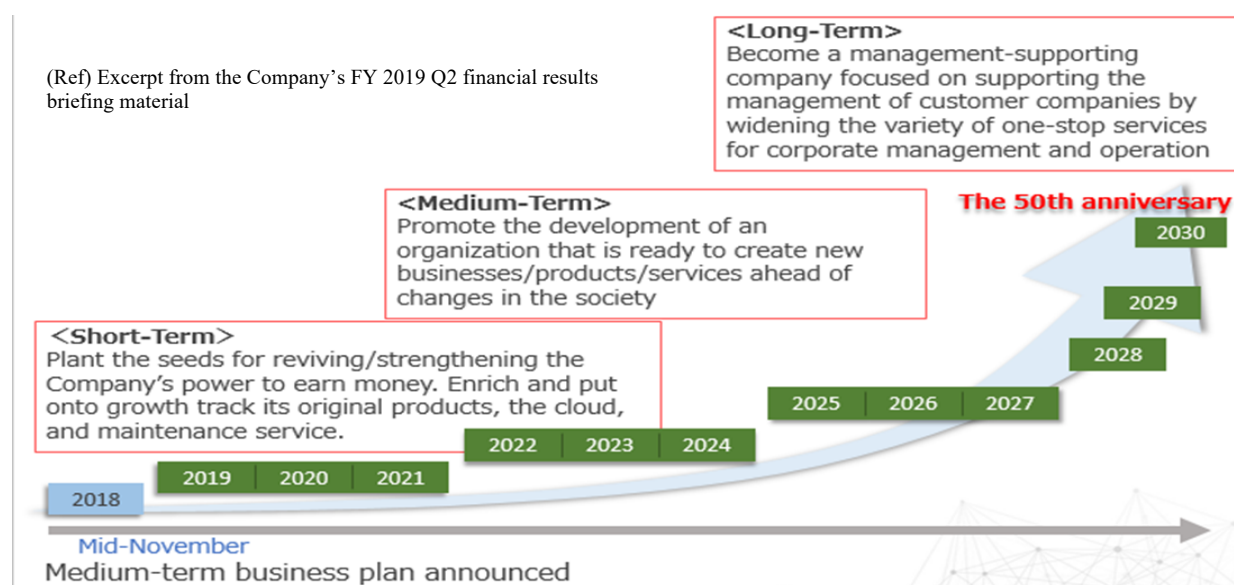 (Ref) Excerpt from the Company’s FY 2019 Q2 financial results
briefing material
<Long-Term>
Become a management-supporting
company focused on supporting the
management of customer companies by
widening the variety of one-stop services
for corporate management and operation
<Medium-Term>
Promote the development of an
organization that is ready to create new
businesses/products/services ahead of
changes in the society
The 50th anniversary
2030
2029
2028
<Short-Term>
Plant the seeds for reviving/strengthening the
Company’s power to earn money. Enrich and put
onto growth track its original products, the cloud,
and maintenance service.
2025 2026 2027
2022 2023 2024
2019 2020 2021
2018
Mid-November
Medium-term business plan announced